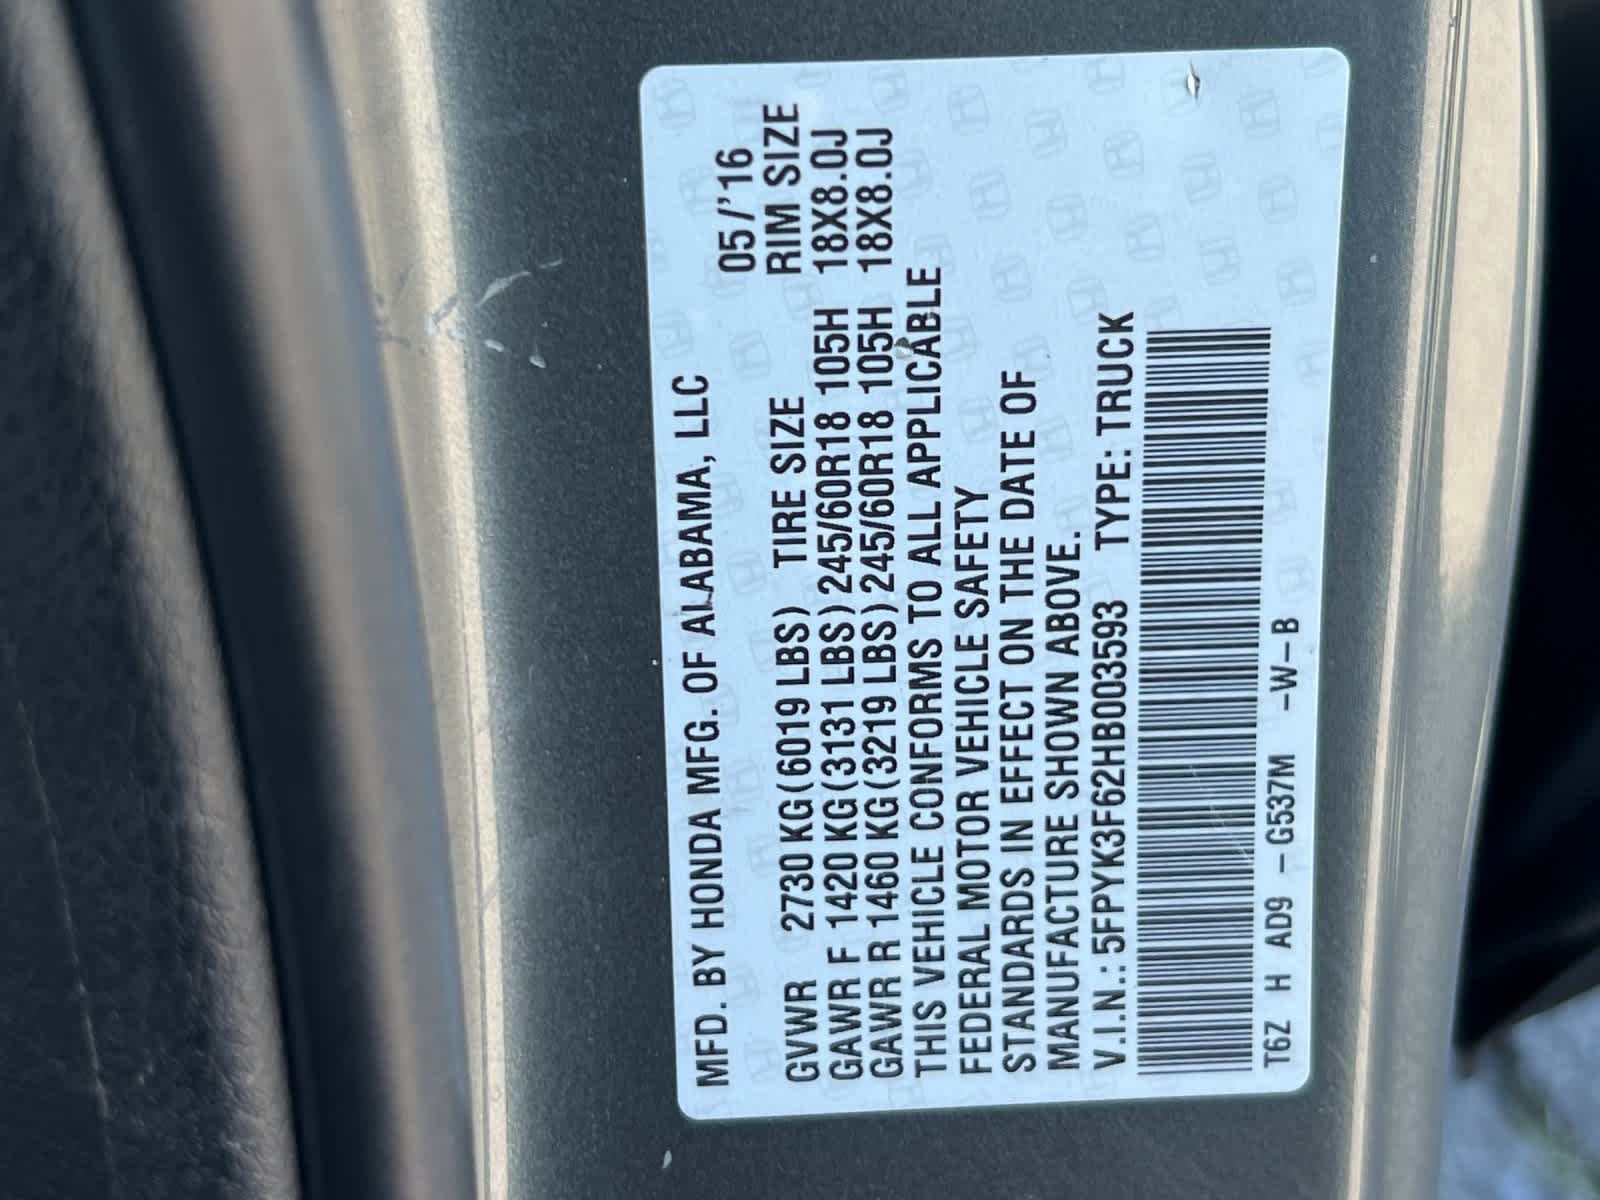 MFD. BY HONDA MFG. OF ALABAMA, LLC 05/'16
GVWR 2730 KG (6019 LBS) TIRE SIZE RIM SIZE
GAWR F 1420 KG (3131 LBS) 245/60R18 105H 18X8.0J
GAWR R 1460 KG (3219 LBS) 245/60R18 105H 18X8.0J
THIS VEHICLE CONFORMS TO ALL APPLICABLE
FEDERAL MOTOR VEHICLE SAFETY
STANDARDS IN EFFECT ON THE DATE OF
MANUFACTURE SHOWN ABOVE.
V.I.N.: 5FPYK3F62HB003593 TYPE: TRUCK
T6Z H AD9 - G537M -W-B